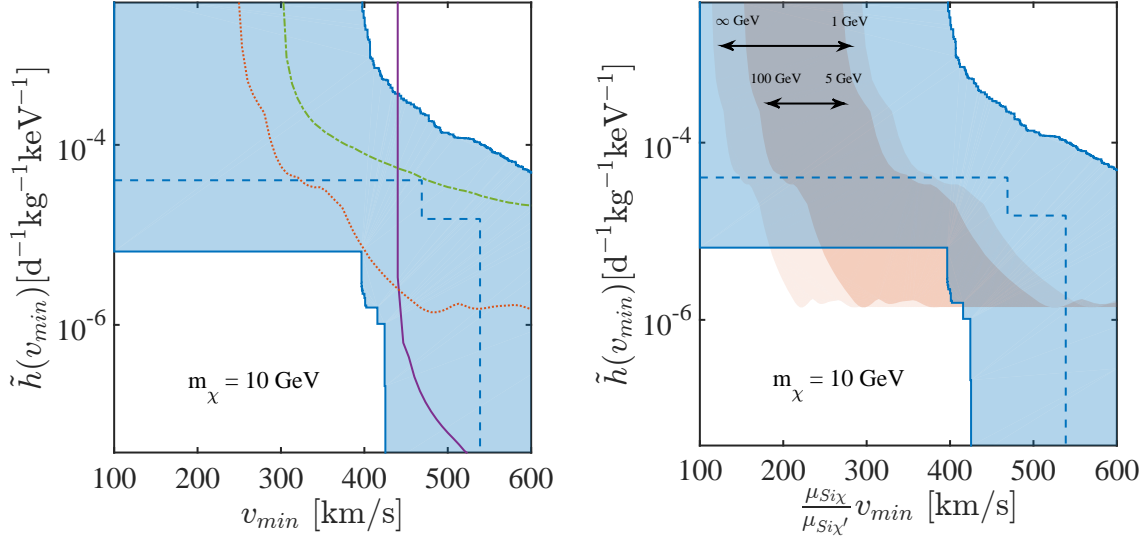 10⁻⁴
10⁻⁶
h̃(v_min) [d⁻¹kg⁻¹keV⁻¹]
m_χ = 10 GeV
100 200 300 400 500 600
v_min [km/s]
∞ GeV 1 GeV
100 GeV 5 GeV
10⁻⁴
10⁻⁶
h̃(v_min) [d⁻¹kg⁻¹keV⁻¹]
m_χ = 10 GeV
100 200 300 400 500 600
μ_Siχ/μ_Siχ′ v_min [km/s]